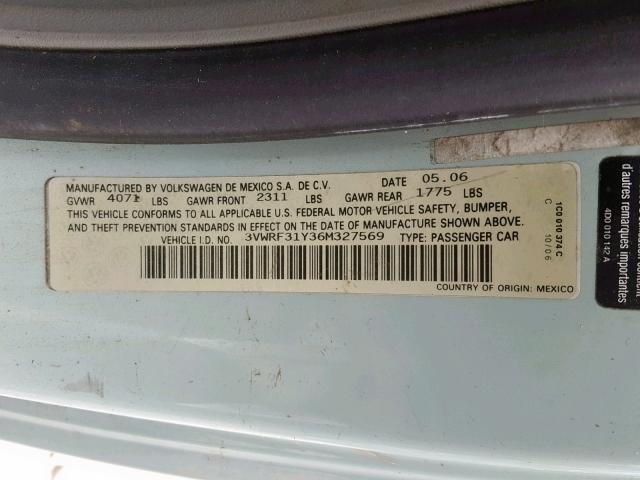 MANUFACTURED BY VOLKSWAGEN DE MEXICO S.A. DE C.V. DATE 05.06
GVWR 4071 LBS GAWR FRONT 2311 LBS GAWR REAR 1775 LBS
THIS VEHICLE CONFORMS TO ALL APPLICABLE U.S. FEDERAL MOTOR VEHICLE SAFETY, BUMPER,
AND THEFT PREVENTION STANDARDS IN EFFECT ON THE DATE OF MANUFACTURE SHOWN ABOVE.
VEHICLE I.D. NO. 3VWRF31Y36M327569 TYPE: PASSENGER CAR
COUNTRY OF ORIGIN: MEXICO
1C0 010 374 C
C 10/06
d'autres remarques importantes
4D0 010 142 A